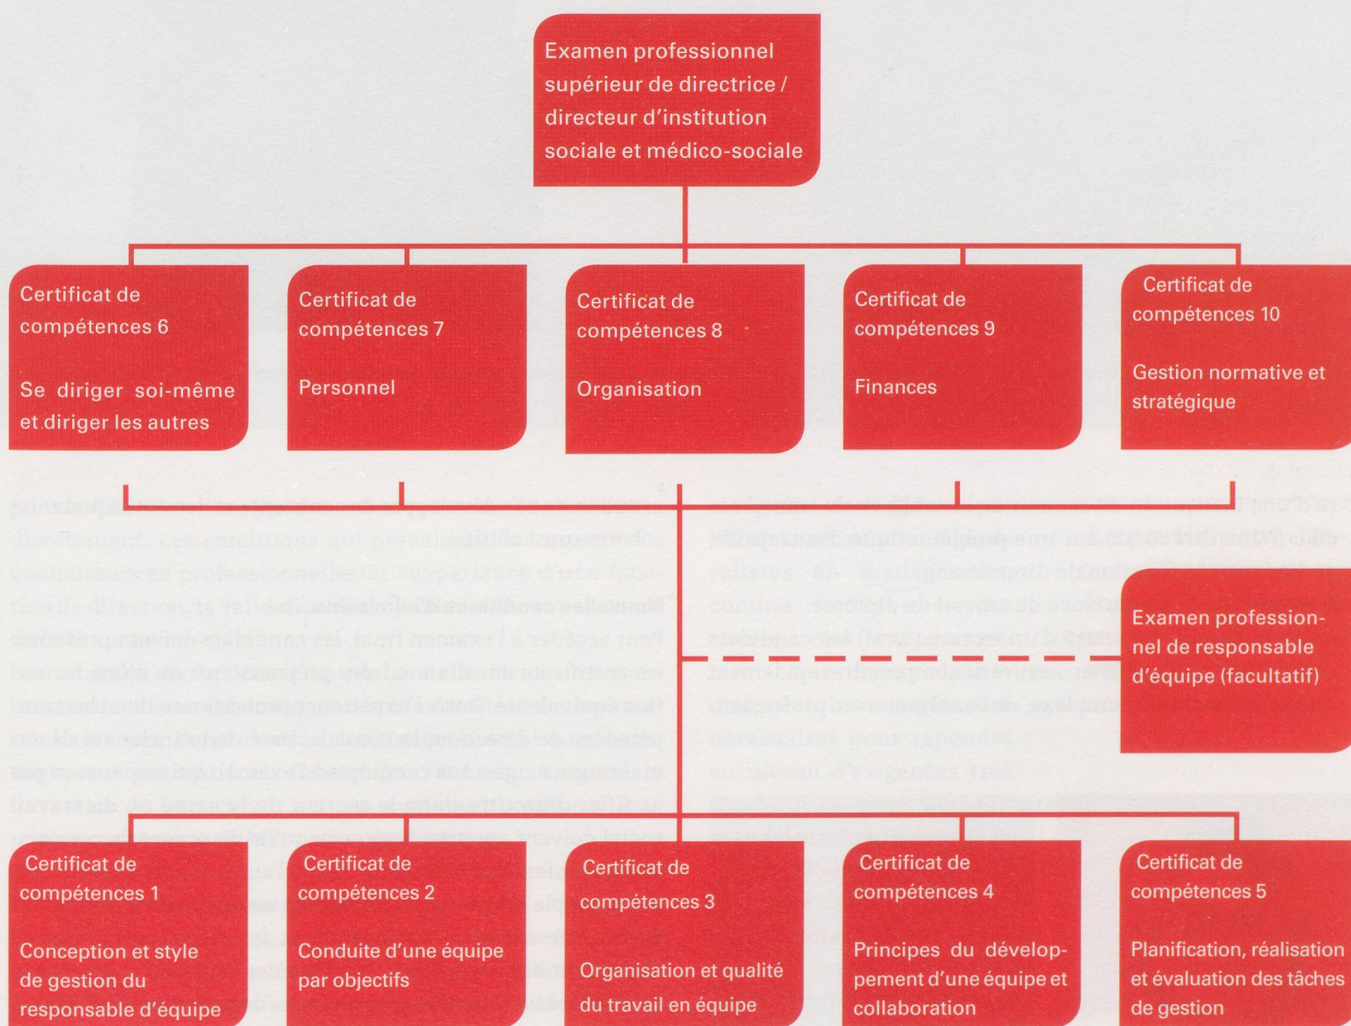 Examen professionnel
supérieur de directrice /
directeur d'institution
sociale et médico-sociale
Certificat de
compétences 6
Se diriger soi-même
et diriger les autres
Certificat de
compétences 7
Personnel
Certificat de
compétences 8
Organisation
Certificat de
compétences 9
Finances
Certificat de
compétences 10
Gestion normative et
stratégique
Examen profession-
nel de responsable
d'équipe (facultatif)
Certificat de
compétences 1
Conception et style
de gestion du
responsable d'équipe
Certificat de
compétences 2
Conduite d'une équipe
par objectifs
Certificat de
compétences 3
Organisation et qualité
du travail en équipe
Certificat de
compétences 4
Principes du dévelop-
pement d'une équipe et
collaboration
Certificat de
compétences 5
Planification, réalisation
et évaluation des tâches
de gestion